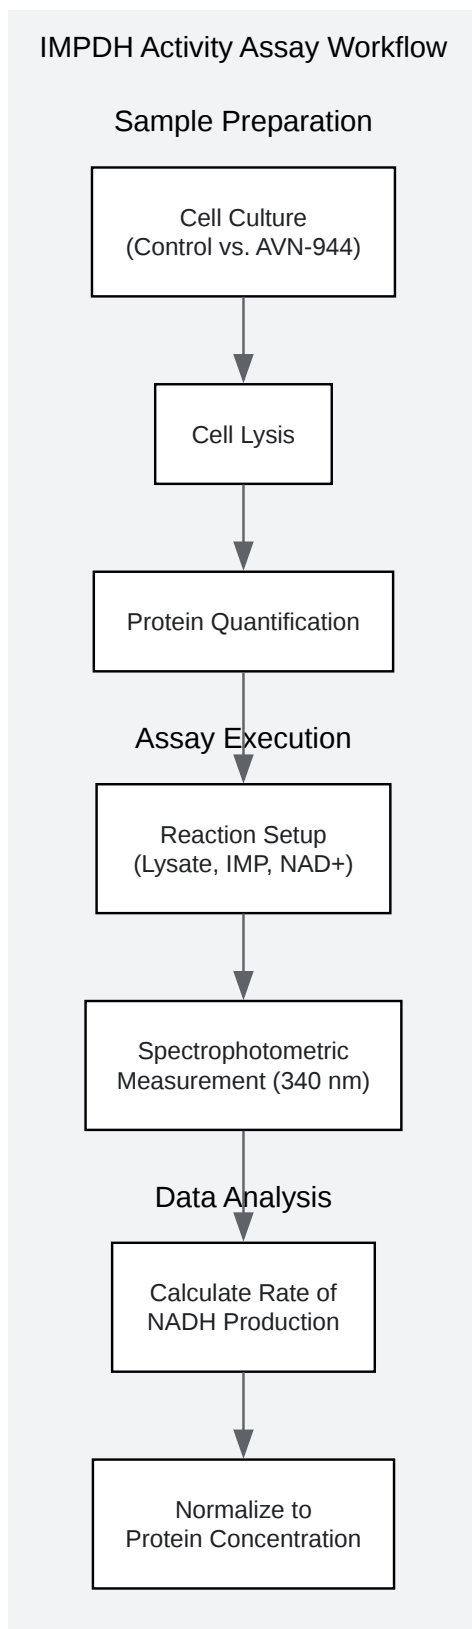 IMPDH Activity Assay Workflow
Sample Preparation
Cell Culture
(Control vs. AVN-944)
Cell Lysis
Protein Quantification
Assay Execution
Reaction Setup
(Lysate, IMP, NAD+)
Spectrophotometric
Measurement (340 nm)
Data Analysis
Calculate Rate of
NADH Production
Normalize to
Protein Concentration